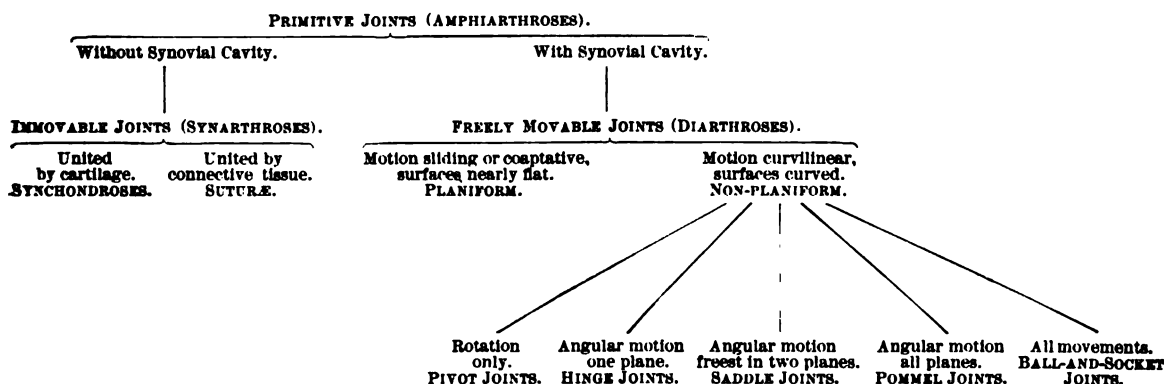 PRIMITIVE JOINTS (AMPHIARTHROSES).
Without Synovial Cavity.
With Synovial Cavity.
IMMOVABLE JOINTS (SYNARTHROSES).
FREELY MOVABLE JOINTS (DIARTHROSES).
United
by cartilage.
SYNCHONDROSES.
United by
connective tissue.
SUTURÆ.
Motion sliding or coaptative,
surfaces nearly flat.
PLANIFORM.
Motion curvilinear,
surfaces curved.
NON-PLANIFORM.
Rotation
only.
PIVOT JOINTS.
Angular motion
one plane.
HINGE JOINTS.
Angular motion
freest in two planes.
SADDLE JOINTS.
Angular motion
all planes.
POMMEL JOINTS.
All movements.
BALL-AND-SOCKET
JOINTS.